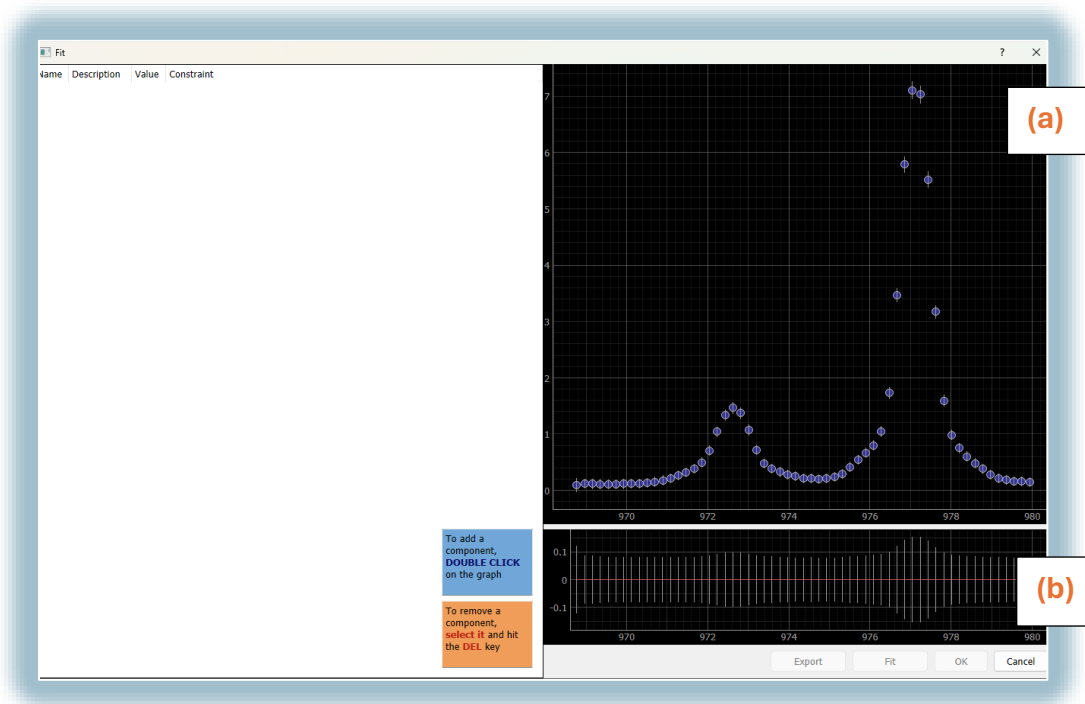 Fit
? ✕
Name Description Value Constraint
(a)
7
6
5
4
3
2
1
0
970 972 974 976 978 980
To add a
component,
DOUBLE CLICK
on the graph
To remove a
component,
select it and hit
the DEL key
0.1
0
-0.1
(b)
970 972 974 976 978 980
Export Fit OK Cancel